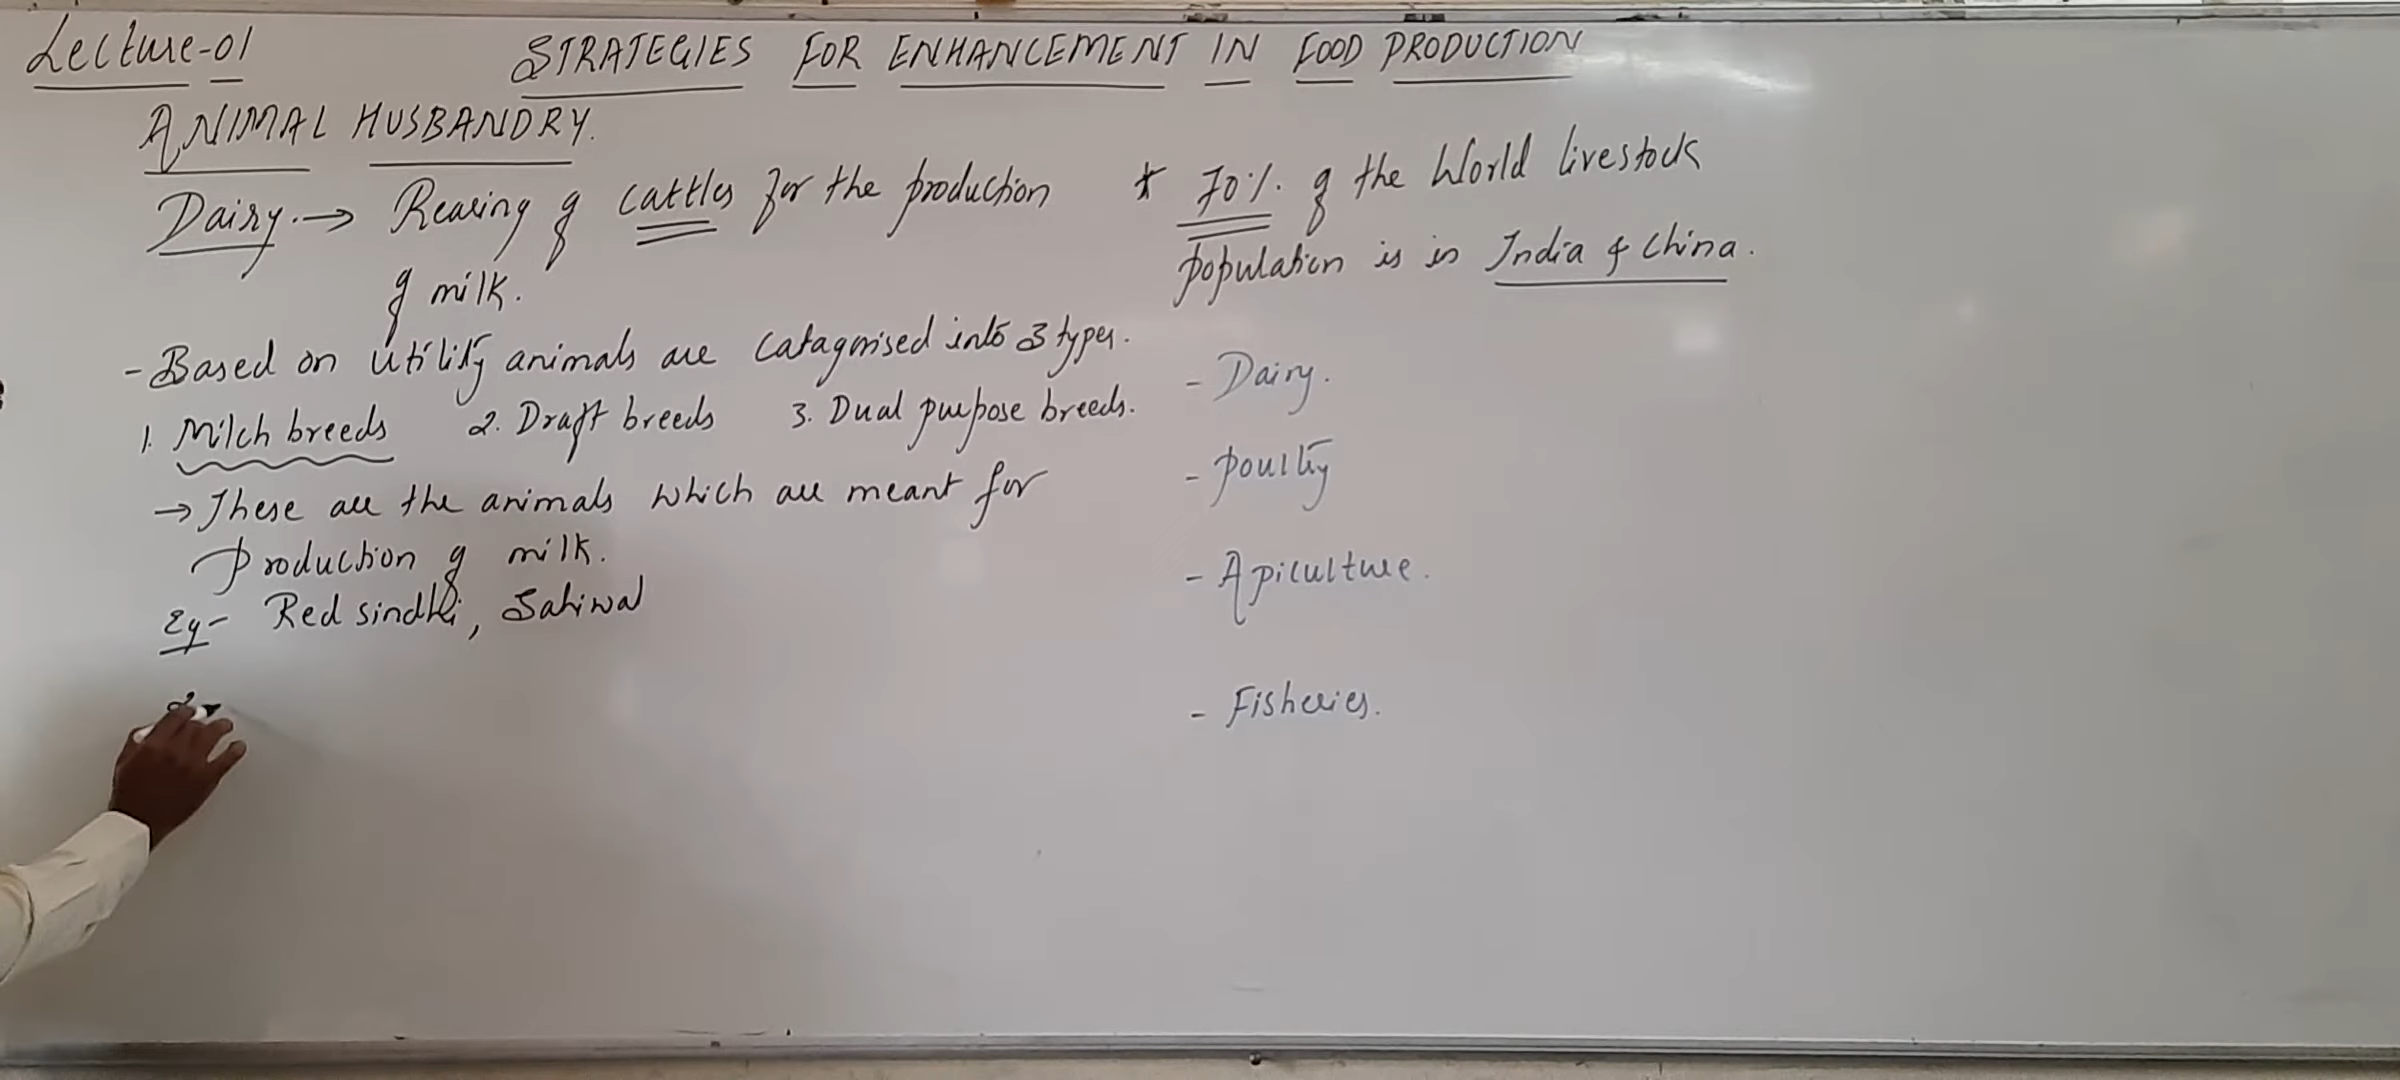 Lecture-01
STRATEGIES FOR ENHANCEMENT IN FOOD PRODUCTION
ANIMAL HUSBANDRY.
Dairy. → Rearing of cattles for the production
of milk.
- Based on utility animals are catagorised into 3 types.
1. Milch breeds 2. Draft breeds 3. Dual purpose breeds.
→ These are the animals which are meant for
production of milk.
Eg- Red sindhi, Sahiwal
2.
* 70% of the World livestock
population is in India & China.
- Dairy.
- Poultry
- Apiculture.
- Fisheries.